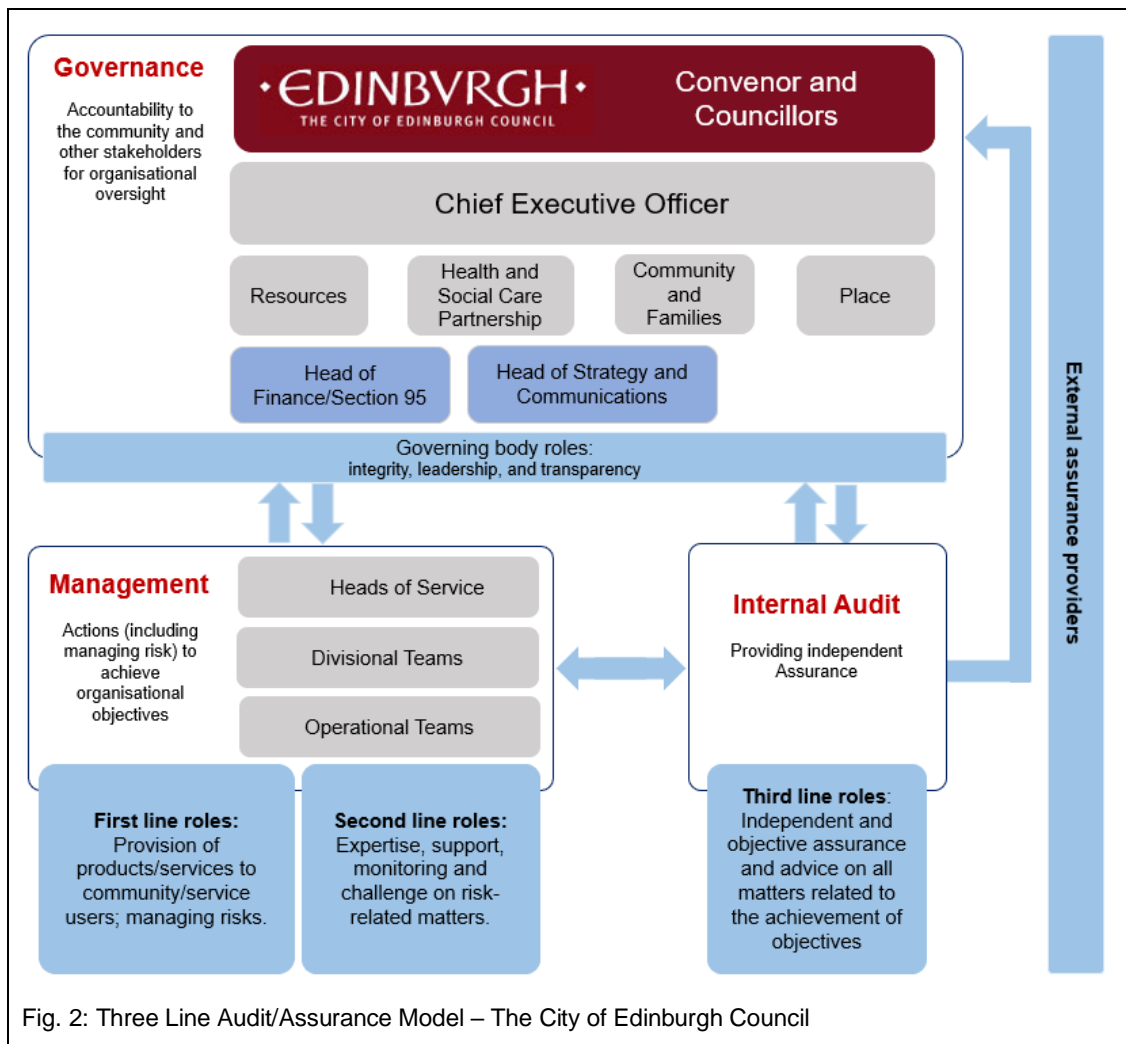 Governance
Accountability to
the community and
other stakeholders
for organisational
oversight
·EDINBVRGH·
THE CITY OF EDINBURGH COUNCIL
Convenor and
Councillors
Chief Executive Officer
Resources
Health and
Social Care
Partnership
Community
and
Families
Place
Head of
Finance/Section 95
Head of Strategy and
Communications
Governing body roles:
integrity, leadership, and transparency
External assurance providers
Management
Actions (including
managing risk) to
achieve
organisational
objectives
Heads of Service
Divisional Teams
Operational Teams
Internal Audit
Providing independent
Assurance
First line roles:
Provision of
products/services to
community/service
users; managing risks.
Second line roles:
Expertise, support,
monitoring and
challenge on risk-
related matters.
Third line roles:
Independent and
objective assurance
and advice on all
matters related to
the achievement of
objectives
Fig. 2: Three Line Audit/Assurance Model – The City of Edinburgh Council